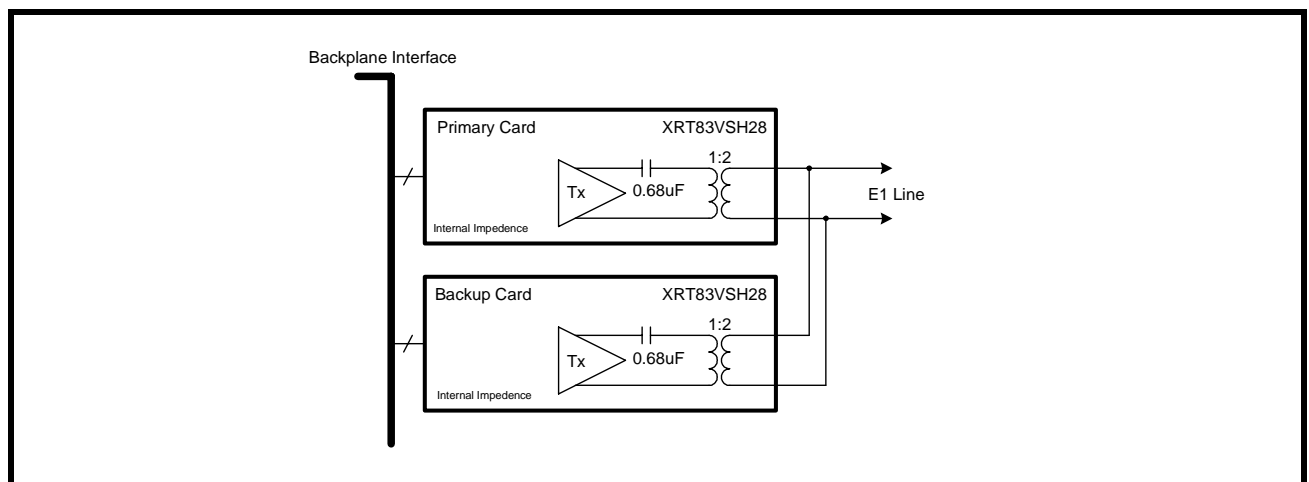 Backplane Interface
Primary Card XRT83VSH28
1:2
Tx
0.68uF
Internal Impedence
E1 Line
Backup Card XRT83VSH28
1:2
Tx
0.68uF
Internal Impedence